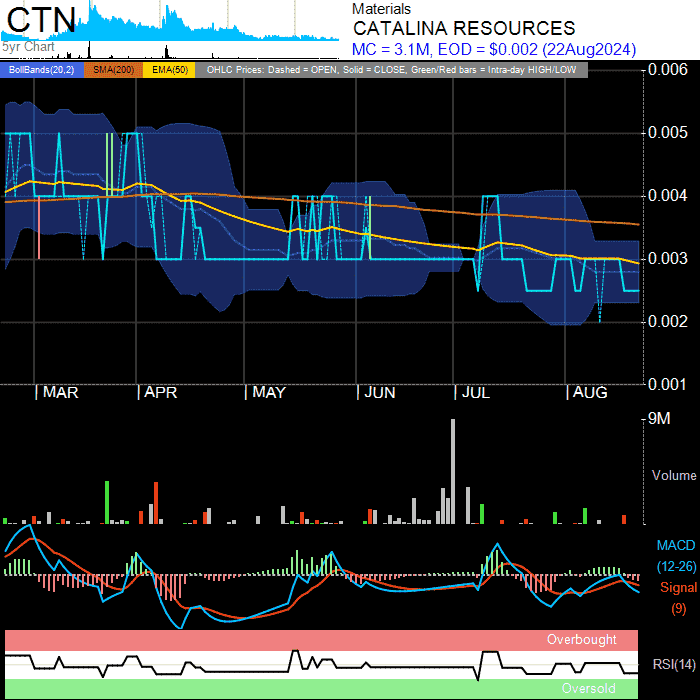 CTN
5yr Chart
Materials
CATALINA RESOURCES
MC = 3.1M, EOD = $0.002 (22Aug2024)
BollBands(20,2) SMA(200) EMA(50) OHLC Prices: Dashed = OPEN, Solid = CLOSE, Green/Red bars = Intra-day HIGH/LOW
0.006
0.005
0.004
0.003
0.002
0.001
| MAR | APR | MAY | JUN | JUL | AUG
9M
Volume
MACD
(12-26)
Signal
(9)
Overbought
RSI(14)
Oversold